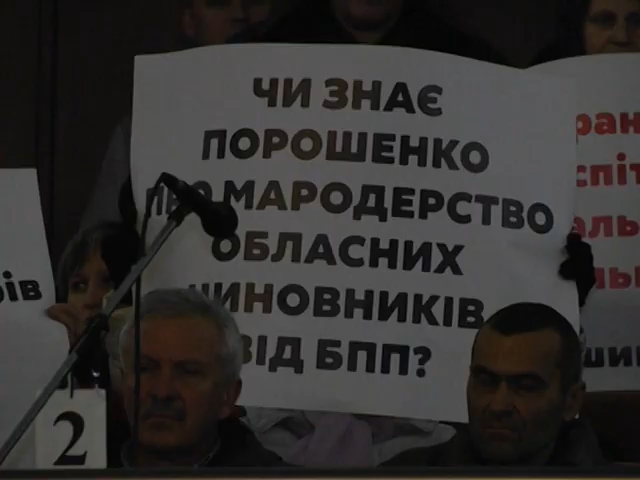 ЧИ ЗНАЄ
ПОРОШЕНКО
ПРО МАРОДЕРСТВО
ОБЛАСНИХ
ЧИНОВНИКІВ
ВІД БПП?
2